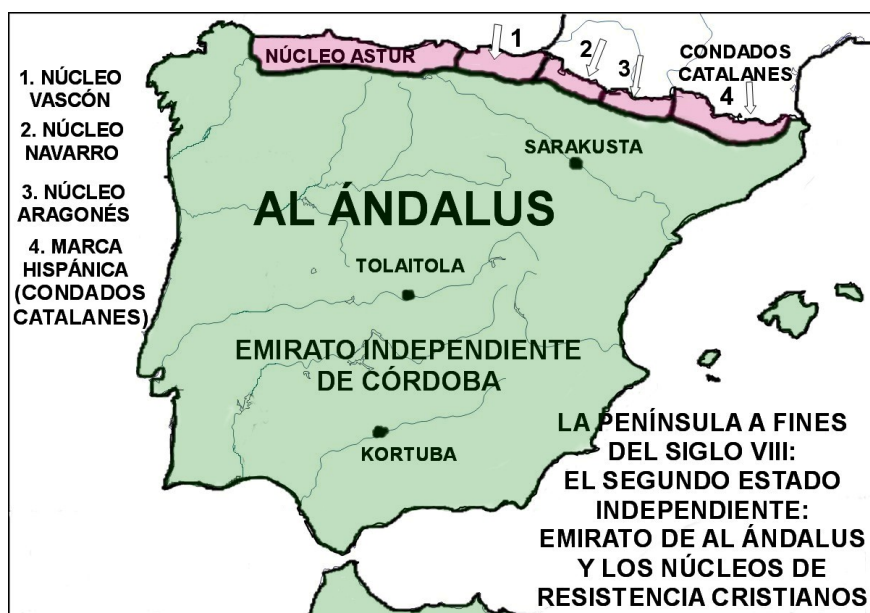 1. NÚCLEO
VASCÓN
2. NÚCLEO
NAVARRO
3. NÚCLEO
ARAGONÉS
4. MARCA
HISPÁNICA
(CONDADOS
CATALANES)
NÚCLEO ASTUR
1
2
3
CONDADOS
CATALANES
4
SARAKUSTA
AL ÁNDALUS
TOLAITOLA
EMIRATO INDEPENDIENTE
DE CÓRDOBA
KORTUBA
LA PENÍNSULA A FINES
DEL SIGLO VIII:
EL SEGUNDO ESTADO
INDEPENDIENTE:
EMIRATO DE AL ÁNDALUS
Y LOS NÚCLEOS DE
RESISTENCIA CRISTIANOS